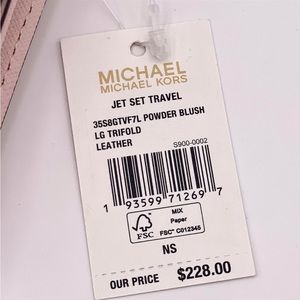 MICHAEL
MICHAEL KORS
JET SET TRAVEL
35S8GTVF7L POWDER BLUSH
LG TRIFOLD
LEATHER
S900-0002
1 93599 71269 7
FSC
MIX
Paper
FSC™ C012345
NS
OUR PRICE $228.00